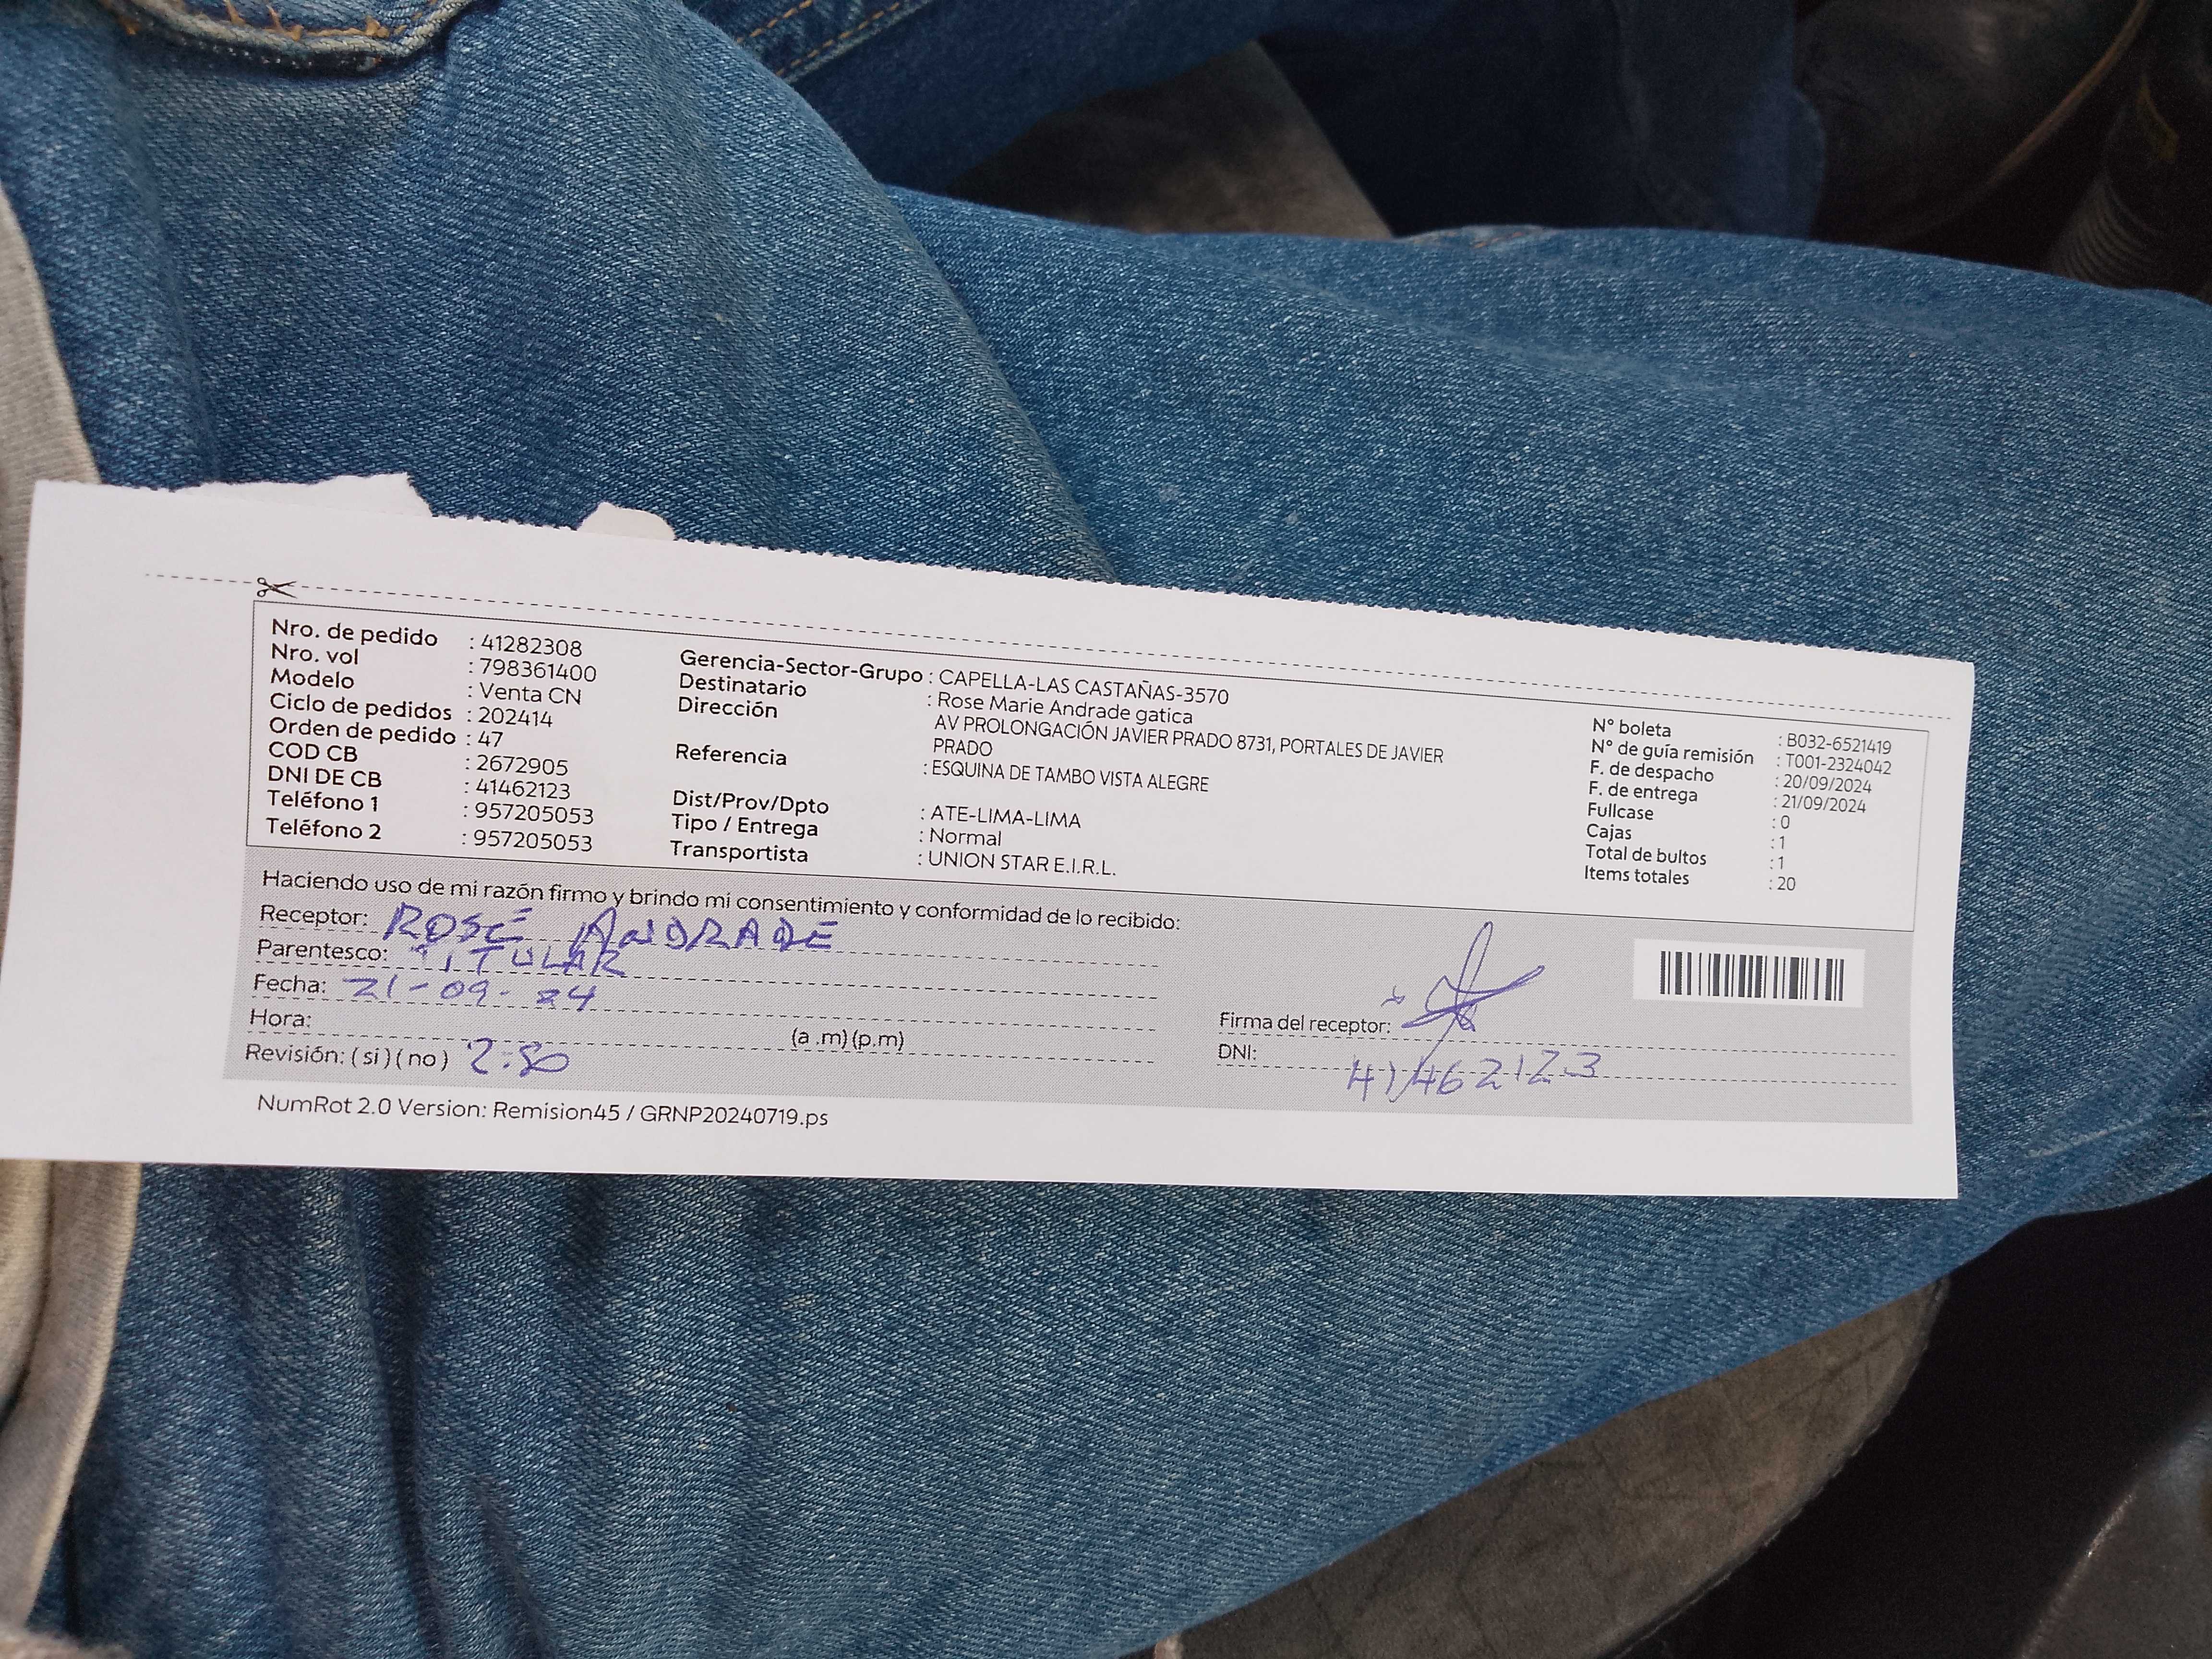 Nro. de pedido : 41282308
Nro. vol : 798361400
Modelo : Venta CN
Ciclo de pedidos : 202414
Orden de pedido : 47
COD CB : 2672905
DNI DE CB : 41462123
Teléfono 1 : 957205053
Teléfono 2 : 957205053
Gerencia-Sector-Grupo : CAPELLA-LAS CASTAÑAS-3570
Destinatario : Rose Marie Andrade gatica
Dirección AV PROLONGACIÓN JAVIER PRADO 8731, PORTALES DE JAVIER
PRADO
Referencia : ESQUINA DE TAMBO VISTA ALEGRE
Dist/Prov/Dpto : ATE-LIMA-LIMA
Tipo / Entrega : Normal
Transportista : UNION STAR E.I.R.L.
N° boleta : B032-6521419
N° de guía remisión : T001-2324042
F. de despacho : 20/09/2024
F. de entrega : 21/09/2024
Fullcase : 0
Cajas : 1
Total de bultos : 1
Items totales : 20
Haciendo uso de mi razón firmo y brindo mi consentimiento y conformidad de lo recibido:
Receptor: ROSE ANDRADE
Parentesco: TITULAR
Fecha: 21-09-24
Hora: (a .m)(p.m)
Revisión: ( si ) ( no ) 2:50
Firma del receptor:
DNI: 41462123
NumRot 2.0 Version: Remision45 / GRNP20240719.ps